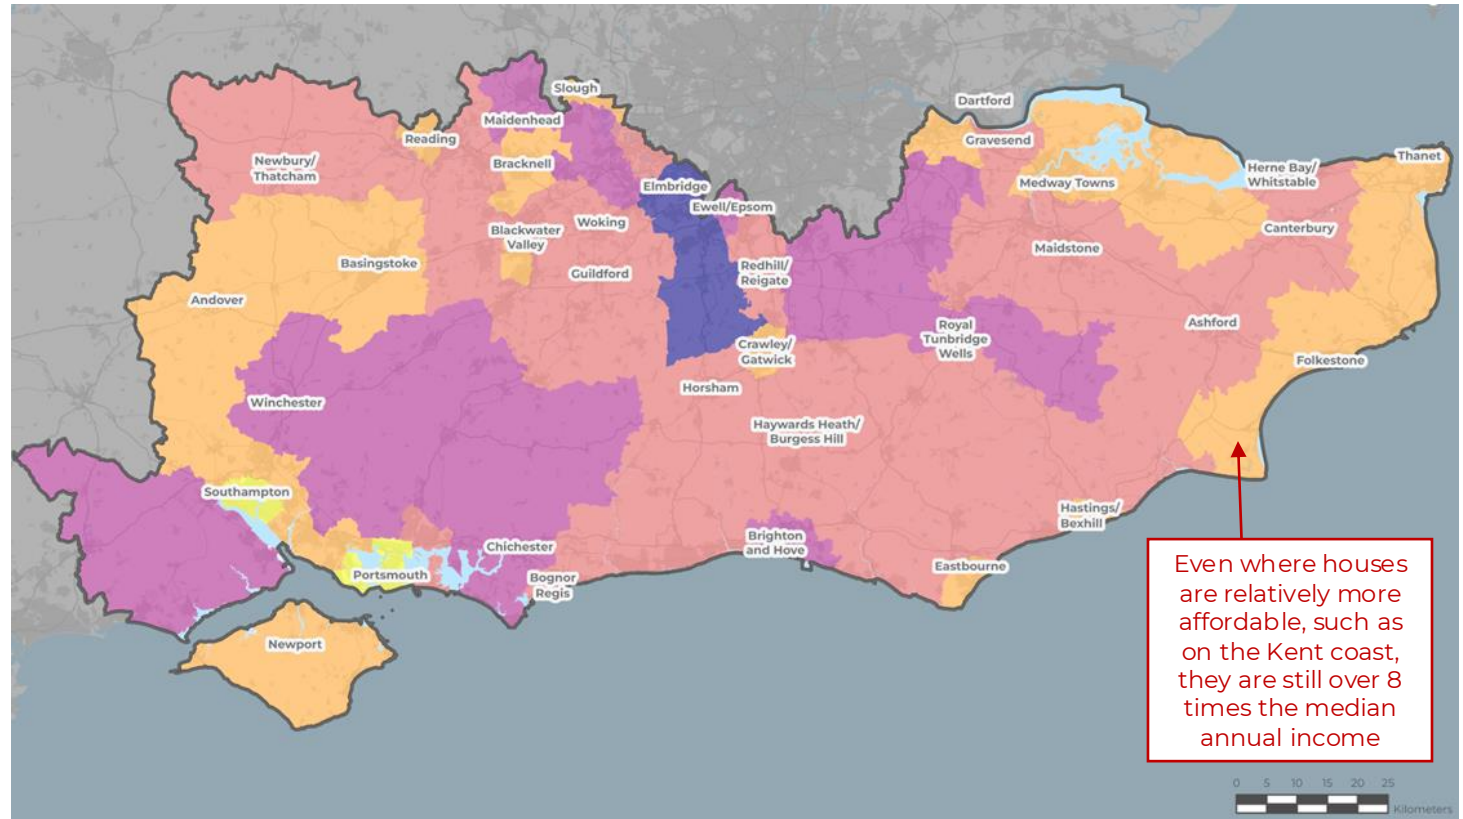 Slough
Dartford
Maidenhead
Reading
Gravesend
Thanet
Newbury/
Thatcham
Bracknell
Herne Bay/
Whitstable
Medway Towns
Elmbridge
Ewell/Epsom
Woking
Blackwater
Valley
Canterbury
Maidstone
Basingstoke
Guildford
Redhill/
Reigate
Andover
Ashford
Royal
Tunbridge
Wells
Crawley/
Gatwick
Folkestone
Horsham
Winchester
Haywards Heath/
Burgess Hill
Southampton
Hastings/
Bexhill
Brighton
and Hove
Chichester
Eastbourne
Portsmouth
Bognor
Regis
Newport
Even where houses
are relatively more
affordable, such as
on the Kent coast,
they are still over 8
times the median
annual income
0 5 10 15 20 25
Kilometers